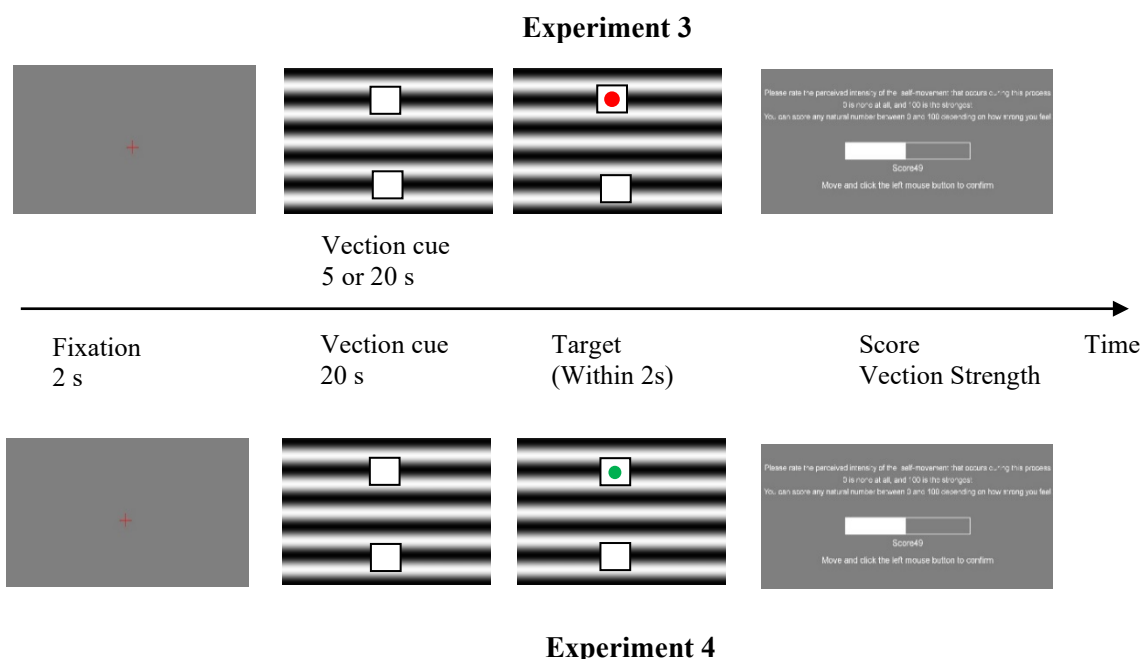 Experiment 3
Please rate the perceived intensity of the self-movement that occurs during this process
0 is none at all, and 100 is the strongest
You can score any natural number between 0 and 100 depending on how strong you feel
Score49
Move and click the left mouse button to confirm
Vection cue
5 or 20 s
Fixation
2 s
Vection cue
20 s
Target
(Within 2s)
Score
Vection Strength
Time
Please rate the perceived intensity of the self-movement that occurs during this process
0 is none at all, and 100 is the strongest
You can score any natural number between 0 and 100 depending on how strong you feel
Score49
Move and click the left mouse button to confirm
Experiment 4